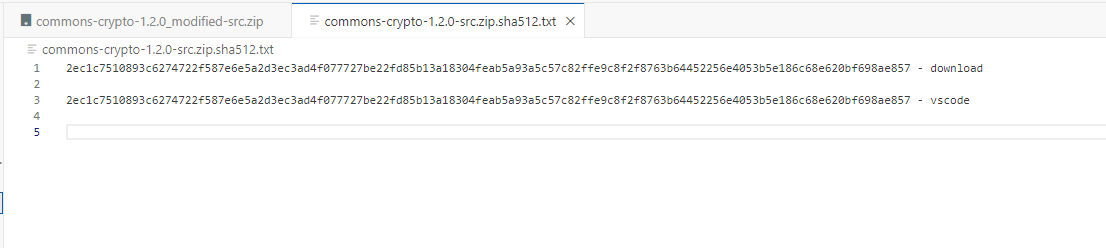 commons-crypto-1.2.0_modified-src.zip
commons-crypto-1.2.0-src.zip.sha512.txt
commons-crypto-1.2.0-src.zip.sha512.txt
1 2ec1c7510893c6274722f587e6e5a2d3ec3ad4f077727be22fd85b13a18304feab5a93a5c57c82ffe9c8f2f8763b64452256e4053b5e186c68e620bf698ae857 - download
2
3 2ec1c7510893c6274722f587e6e5a2d3ec3ad4f077727be22fd85b13a18304feab5a93a5c57c82ffe9c8f2f8763b64452256e4053b5e186c68e620bf698ae857 - vscode
4
5